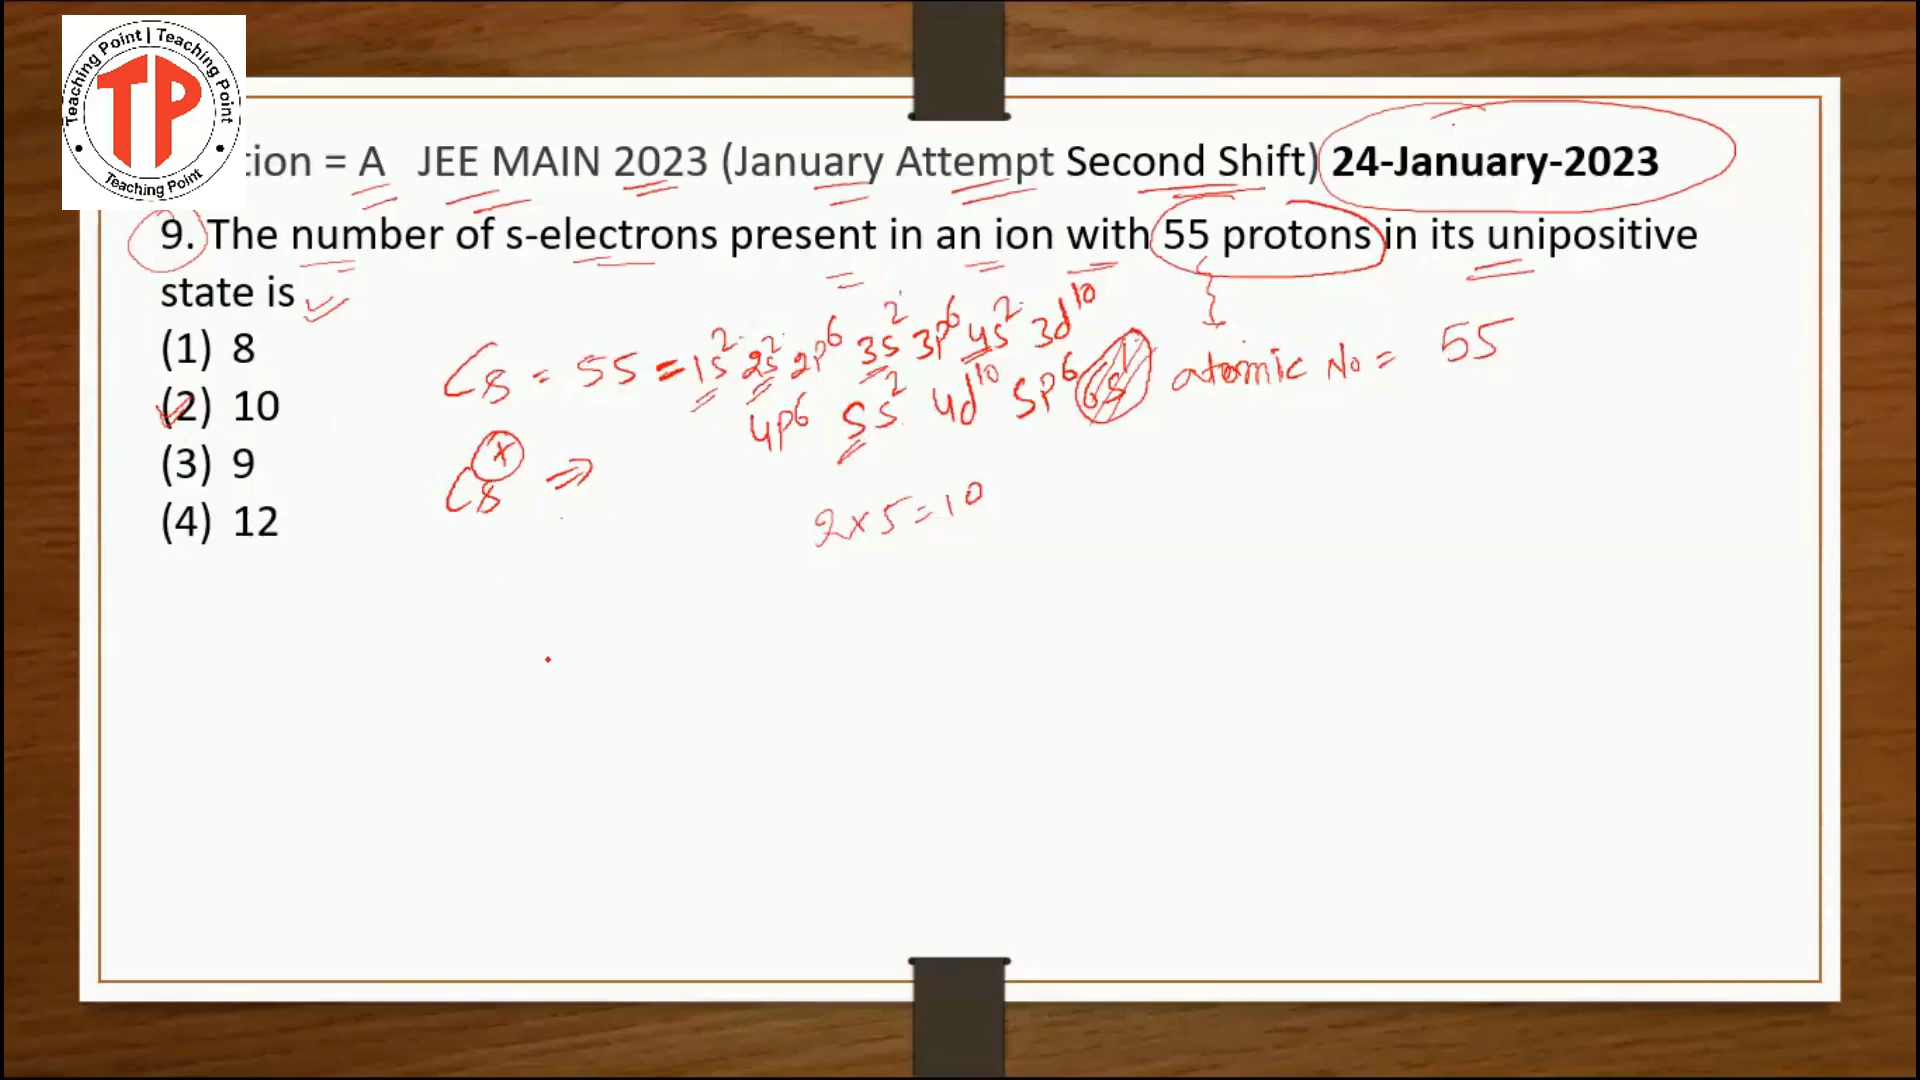 Teaching Point | Teaching Point
TP
Teaching Point
tion = A JEE MAIN 2023 (January Attempt Second Shift) 24-January-2023
9. The number of s-electrons present in an ion with 55 protons in its unipositive
state is
(1) 8
(2) 10
(3) 9
(4) 12
Cs = 55 = 1s² 2s² 2p⁶ 3s² 3p⁶ 4s² 3d¹⁰
4p⁶ 5s² 4d¹⁰ 5p⁶ 6s¹
atomic No = 55
Cs⁺ ⇒
2×5=10